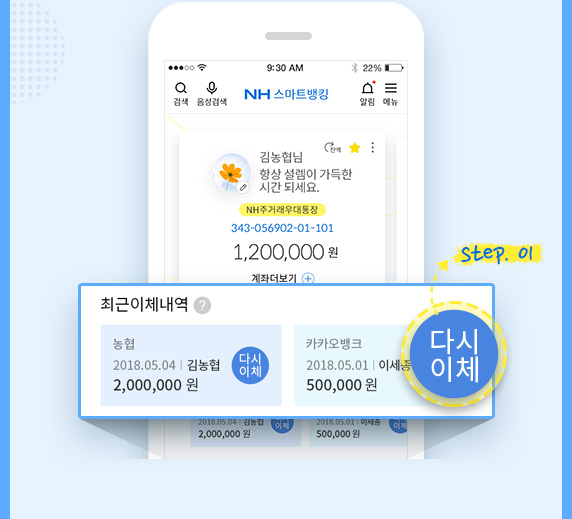 9:30 AM
22%
NH 스마트뱅킹
검색 음성검색 알림 메뉴
잔액
김농협님
항상 설렘이 가득한
시간 되세요.
NH주거래우대통장
343-056902-01-101
1,200,000 원
Step. 01
계좌더보기
최근이체내역 ?
농협
2018.05.04 | 김농협
2,000,000 원
다시
이체
카카오뱅크
2018.05.01 | 이세종
500,000 원
다시
이체
2018.05.04 | 김농협
2,000,000 원
이체
2018.05.01 | 이세종
500,000 원
이체